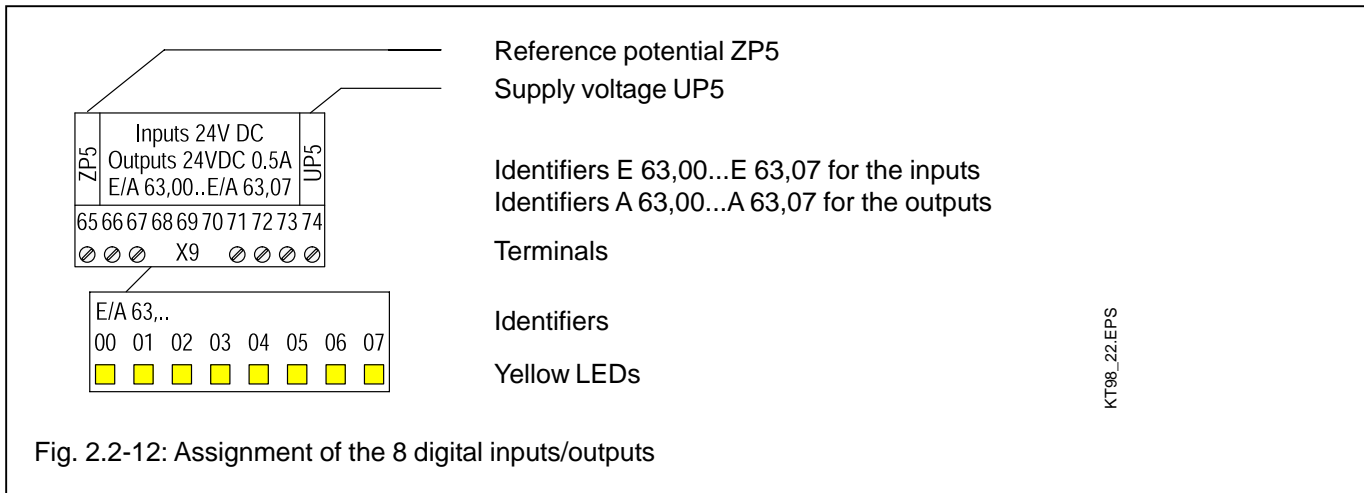 Reference potential ZP5
Supply voltage UP5
ZP5
Inputs 24V DC
Outputs 24VDC 0.5A
E/A 63,00..E/A 63,07
UP5
Identifiers E 63,00...E 63,07 for the inputs
Identifiers A 63,00...A 63,07 for the outputs
65 66 67 68 69 70 71 72 73 74
X9
Terminals
E/A 63,..
00 01 02 03 04 05 06 07
Identifiers
Yellow LEDs
KT98_22.EPS
Fig. 2.2-12: Assignment of the 8 digital inputs/outputs